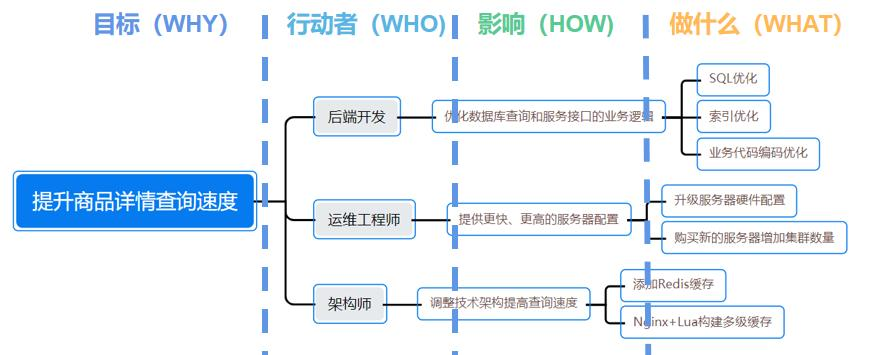 目标（WHY）
行动者（WHO)
影响（HOW)
做什么（WHAT）
提升商品详情查询速度
后端开发
优化数据库查询和服务接口的业务逻辑
SQL优化
索引优化
业务代码编码优化
运维工程师
提供更快、更高的服务器配置
升级服务器硬件配置
购买新的服务器增加集群数量
架构师
调整技术架构提高查询速度
添加Redis缓存
Nginx+Lua构建多级缓存